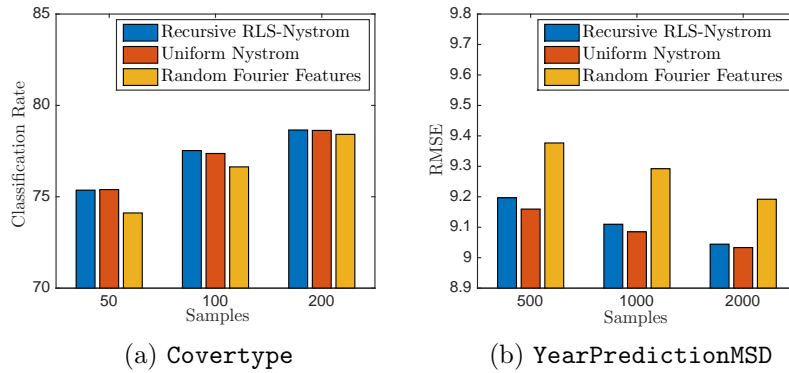 Recursive RLS-Nystrom
Uniform Nystrom
Random Fourier Features
Classification Rate
85
80
75
70
50
100
200
Samples
(a) Covertype
Recursive RLS-Nystrom
Uniform Nystrom
Random Fourier Features
RMSE
9.8
9.7
9.6
9.5
9.4
9.3
9.2
9.1
9
8.9
500
1000
2000
Samples
(b) YearPredictionMSD